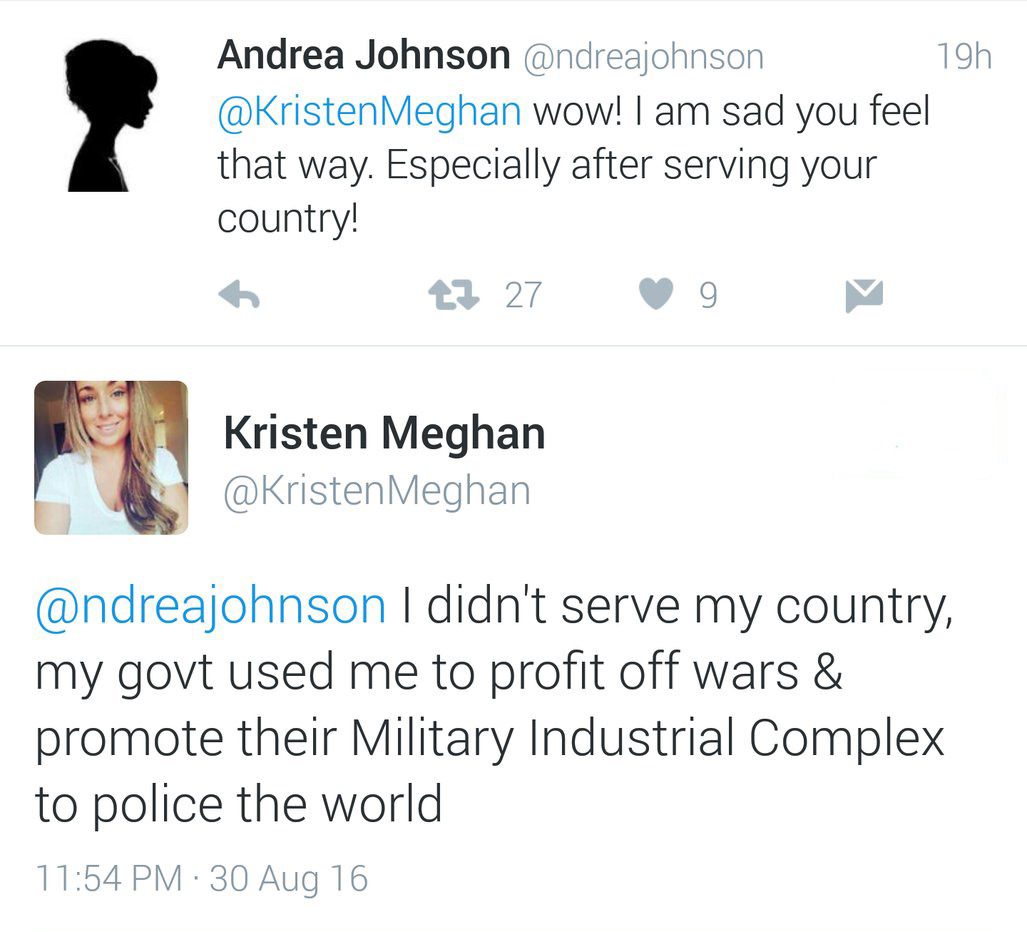 Andrea Johnson @ndreajohnson 19h
@KristenMeghan wow! I am sad you feel
that way. Especially after serving your
country!
27 9
Kristen Meghan
@KristenMeghan
@ndreajohnson I didn't serve my country,
my govt used me to profit off wars &
promote their Military Industrial Complex
to police the world
11:54 PM · 30 Aug 16